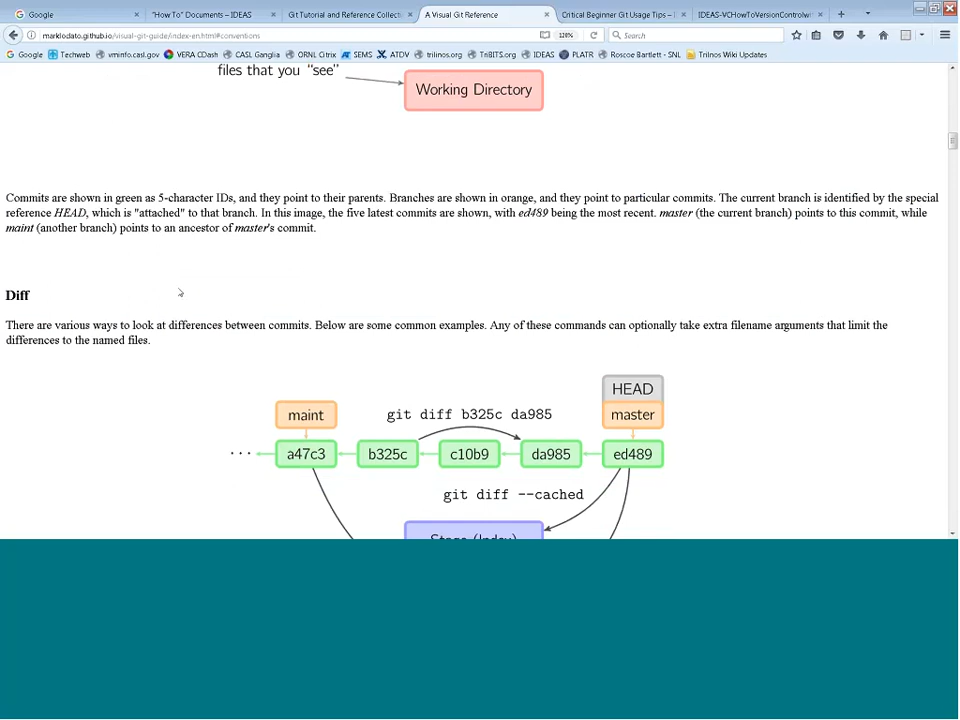 Google
"How To" Documents – IDEAS
Git Tutorial and Reference Collecti
A Visual Git Reference
Critical Beginner Git Usage Tips – I
IDEAS-VCHowToVersionControlw
marklodato.github.io/visual-git-guide/index-en.html#conventions
120%
Search
Google
Techweb
vminfo.casl.gov
VERA CDash
CASL Ganglia
ORNL Citrix
SEMS
ATDV
trilinos.org
TriBITS.org
IDEAS
PLATR
Roscoe Bartlett - SNL
Trilinos Wiki Updates
files that you “see”
Working Directory
Commits are shown in green as 5-character IDs, and they point to their parents. Branches are shown in orange, and they point to particular commits. The current branch is identified by the special
reference HEAD, which is "attached" to that branch. In this image, the five latest commits are shown, with ed489 being the most recent. master (the current branch) points to this commit, while
maint (another branch) points to an ancestor of master's commit.
Diff
There are various ways to look at differences between commits. Below are some common examples. Any of these commands can optionally take extra filename arguments that limit the
differences to the named files.
HEAD
maint
git diff b325c da985
master
... a47c3 b325c c10b9 da985 ed489
git diff --cached
Stage (Index)